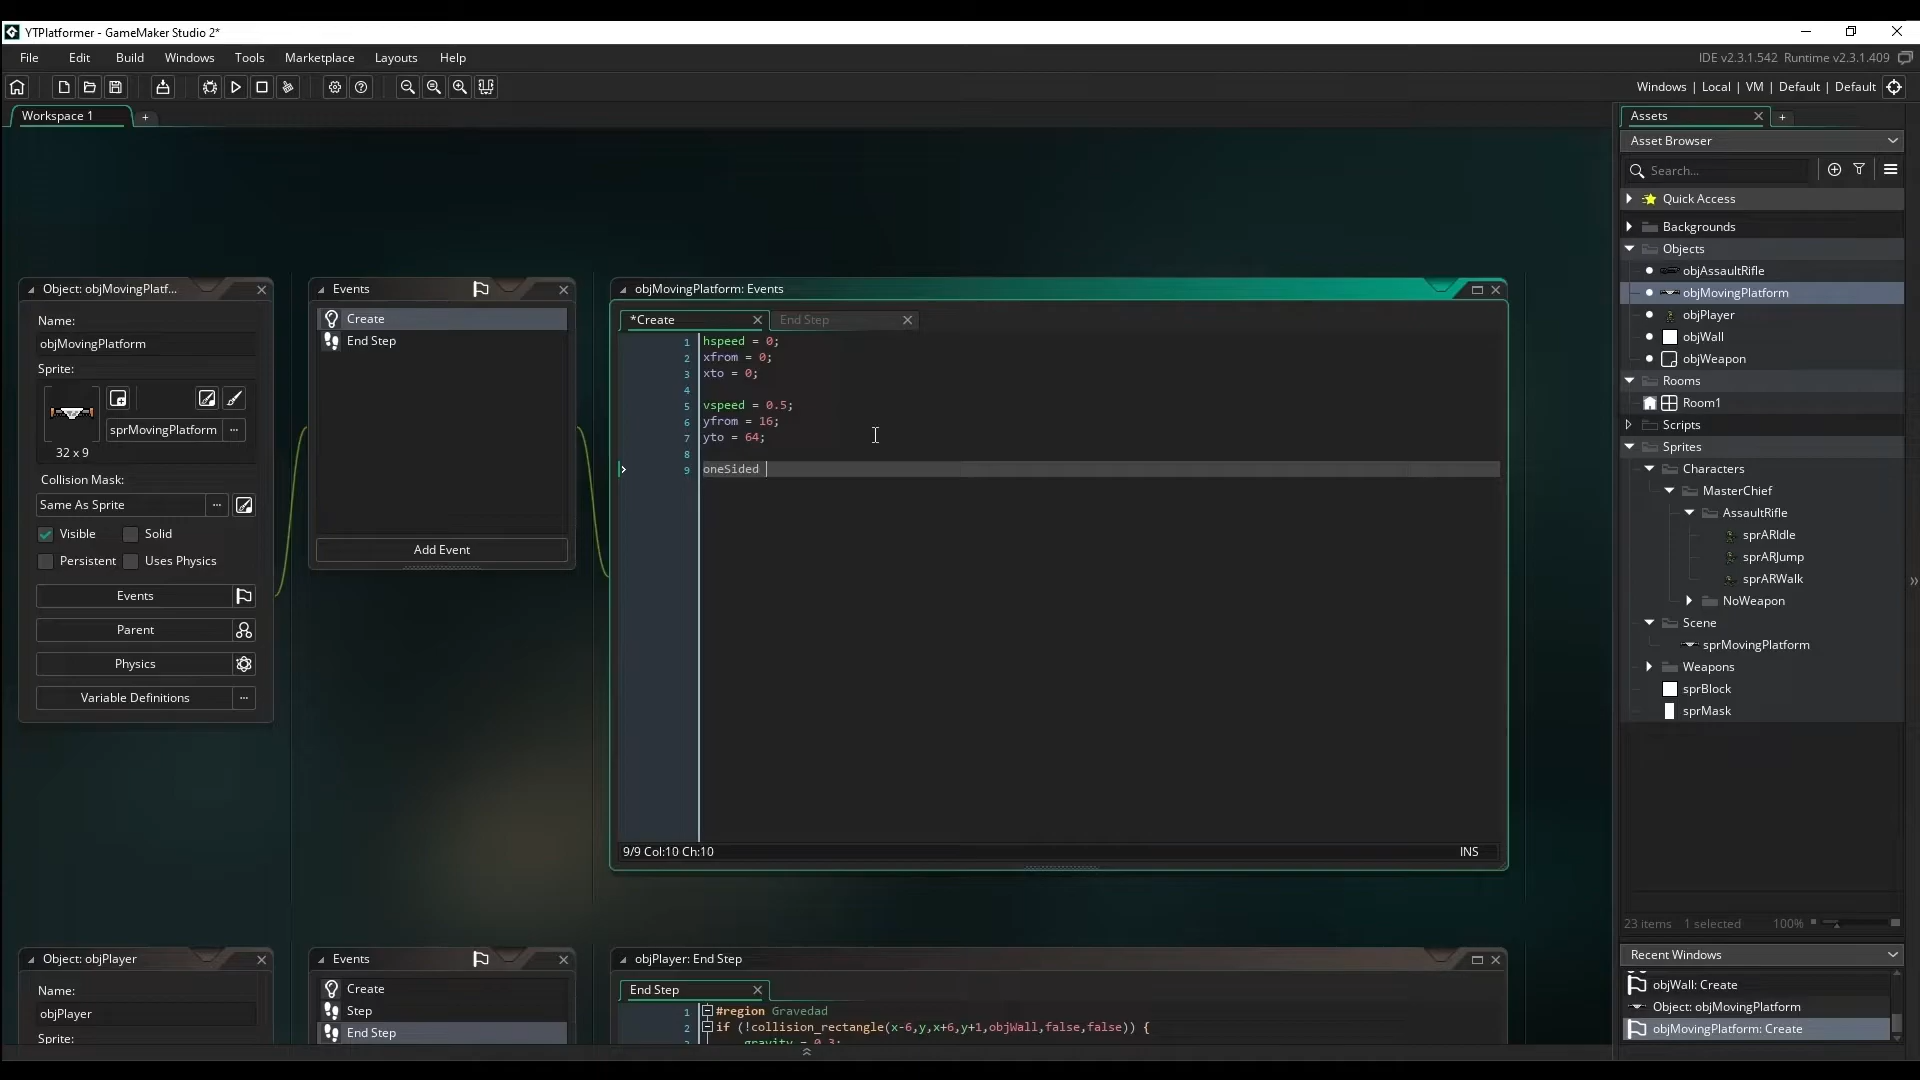 YTPlatformer - GameMaker Studio 2*
File Edit Build Windows Tools Marketplace Layouts Help
IDE v2.3.1.542 Runtime v2.3.1.409
Windows | Local | VM | Default | Default
Workspace 1 +
Assets +
Asset Browser
Search...
Quick Access
Backgrounds
Objects
objAssaultRifle
objMovingPlatform
objPlayer
objWall
objWeapon
Rooms
Room1
Scripts
Sprites
Characters
MasterChief
AssaultRifle
sprARIdle
sprARJump
sprARWalk
NoWeapon
Scene
sprMovingPlatform
Weapons
sprBlock
sprMask
23 items 1 selected 100%
Recent Windows
objWall: Create
Object: objMovingPlatform
objMovingPlatform: Create
Object: objMovingPlatf...
Name:
objMovingPlatform
Sprite:
sprMovingPlatform ...
32 x 9
Collision Mask:
Same As Sprite ...
Visible Solid
Persistent Uses Physics
Events
Parent
Physics
Variable Definitions ...
Events
Create
End Step
Add Event
objMovingPlatform: Events
*Create End Step
1 hspeed = 0;
2 xfrom = 0;
3 xto = 0;
4
5 vspeed = 0.5;
6 yfrom = 16;
7 yto = 64;
8
9 oneSided
9/9 Col:10 Ch:10 INS
Object: objPlayer
Name:
objPlayer
Sprite:
Events
Create
Step
End Step
objPlayer: End Step
End Step
1 #region Gravedad
2 if (!collision_rectangle(x-6,y,x+6,y+1,objWall,false,false)) {
gravity = 0.3;